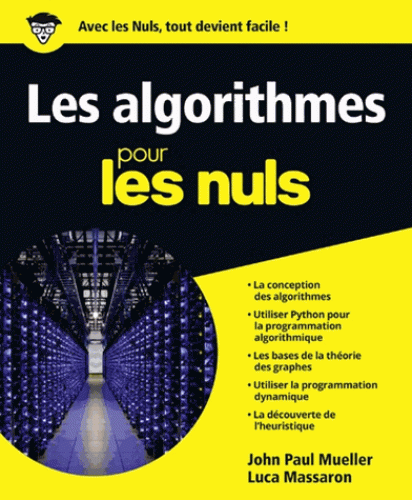 Avec les Nuls, tout devient facile !
Les algorithmes
pour
les nuls
• La conception
des algorithmes
• Utiliser Python pour
la programmation
algorithmique
• Les bases de la théorie
des graphes
• Utiliser la programmation
dynamique
• La découverte de
l'heuristique
John Paul Mueller
Luca Massaron